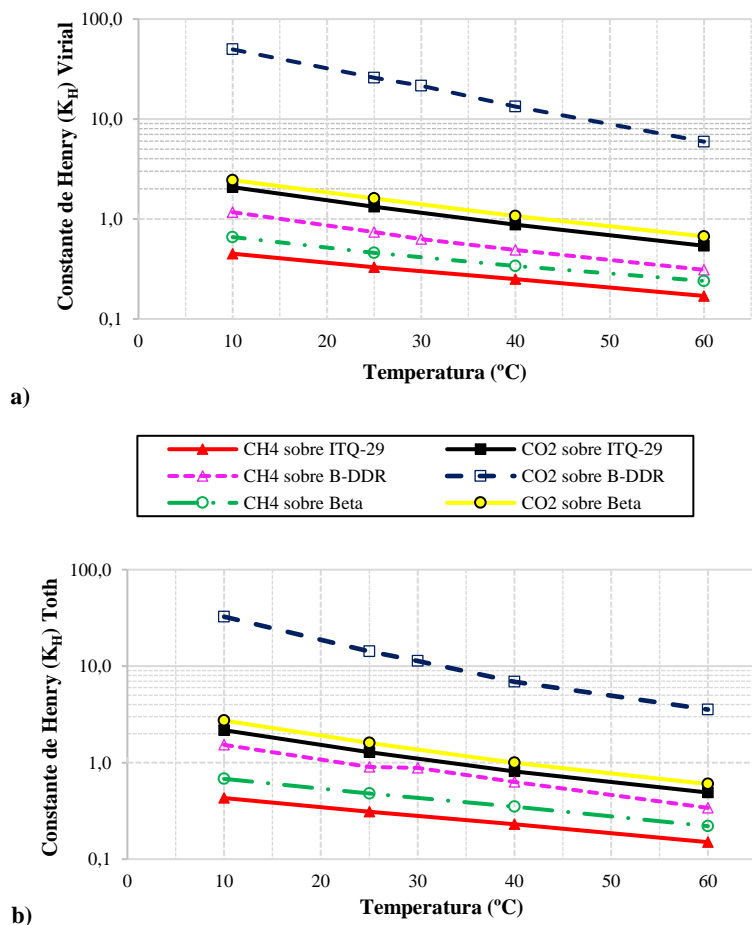 100,0
10,0
1,0
0,1
Constante de Henry (KH) Virial
0 10 20 30 40 50 60
Temperatura (ºC)
a)
CH4 sobre ITQ-29 CO2 sobre ITQ-29
CH4 sobre B-DDR CO2 sobre B-DDR
CH4 sobre Beta CO2 sobre Beta
100,0
10,0
1,0
0,1
Constante de Henry (KH) Toth
0 10 20 30 40 50 60
Temperatura (ºC)
b)